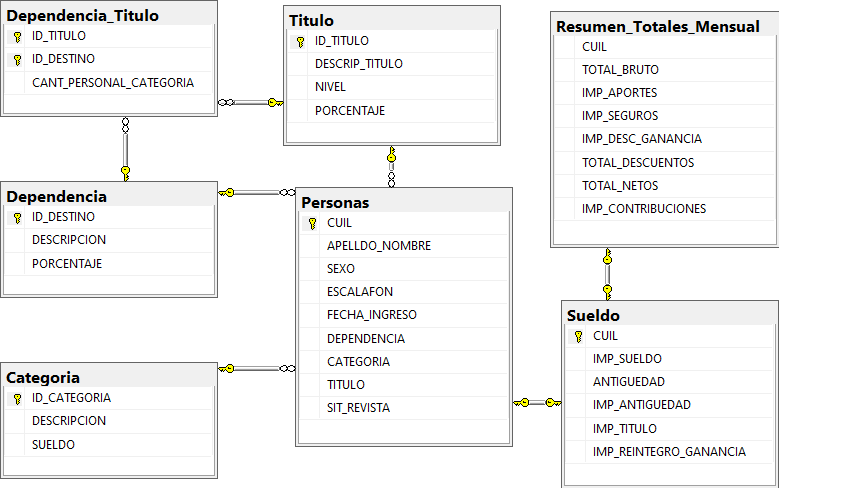 Dependencia_Titulo
ID_TITULO
ID_DESTINO
CANT_PERSONAL_CATEGORIA
Titulo
ID_TITULO
DESCRIP_TITULO
NIVEL
PORCENTAJE
Resumen_Totales_Mensual
CUIL
TOTAL_BRUTO
IMP_APORTES
IMP_SEGUROS
IMP_DESC_GANANCIA
TOTAL_DESCUENTOS
TOTAL_NETOS
IMP_CONTRIBUCIONES
Dependencia
ID_DESTINO
DESCRIPCION
PORCENTAJE
Personas
CUIL
APELLDO_NOMBRE
SEXO
ESCALAFON
FECHA_INGRESO
DEPENDENCIA
CATEGORIA
TITULO
SIT_REVISTA
Categoria
ID_CATEGORIA
DESCRIPCION
SUELDO
Sueldo
CUIL
IMP_SUELDO
ANTIGUEDAD
IMP_ANTIGUEDAD
IMP_TITULO
IMP_REINTEGRO_GANANCIA